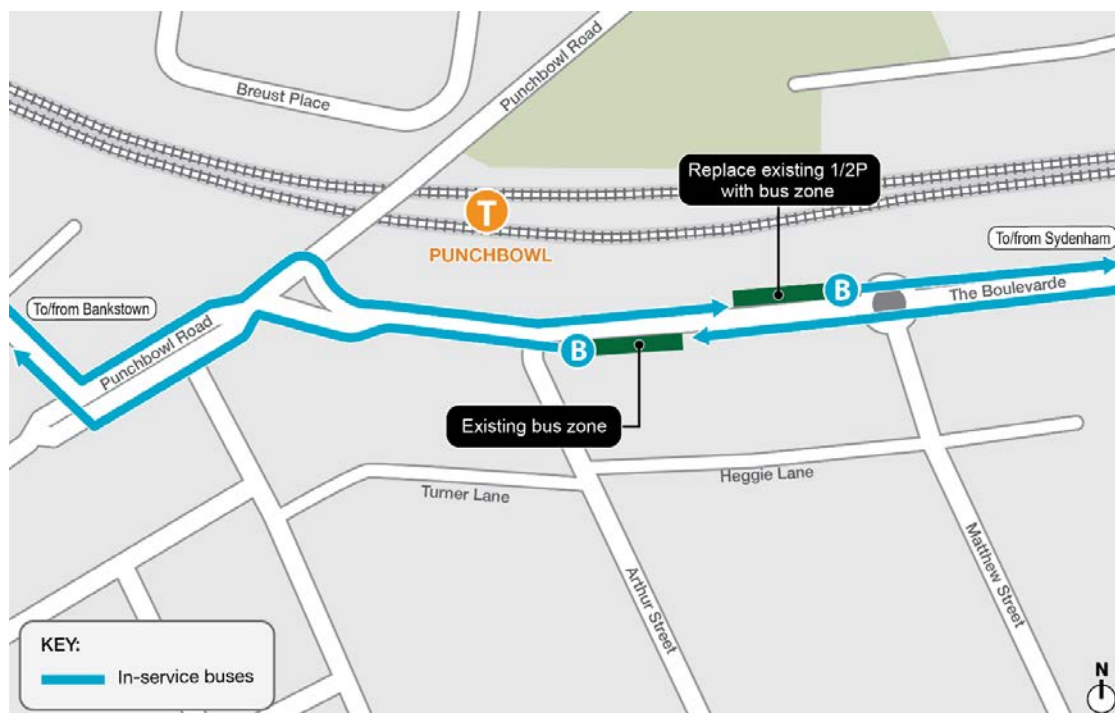 Punchbowl Road
Breust Place
Replace existing 1/2P
with bus zone
T
PUNCHBOWL
To/from Sydenham
B
The Boulevarde
To/from Bankstown
Punchbowl Road
B
Existing bus zone
Heggie Lane
Turner Lane
Arthur Street
Matthew Street
KEY:
In-service buses
N